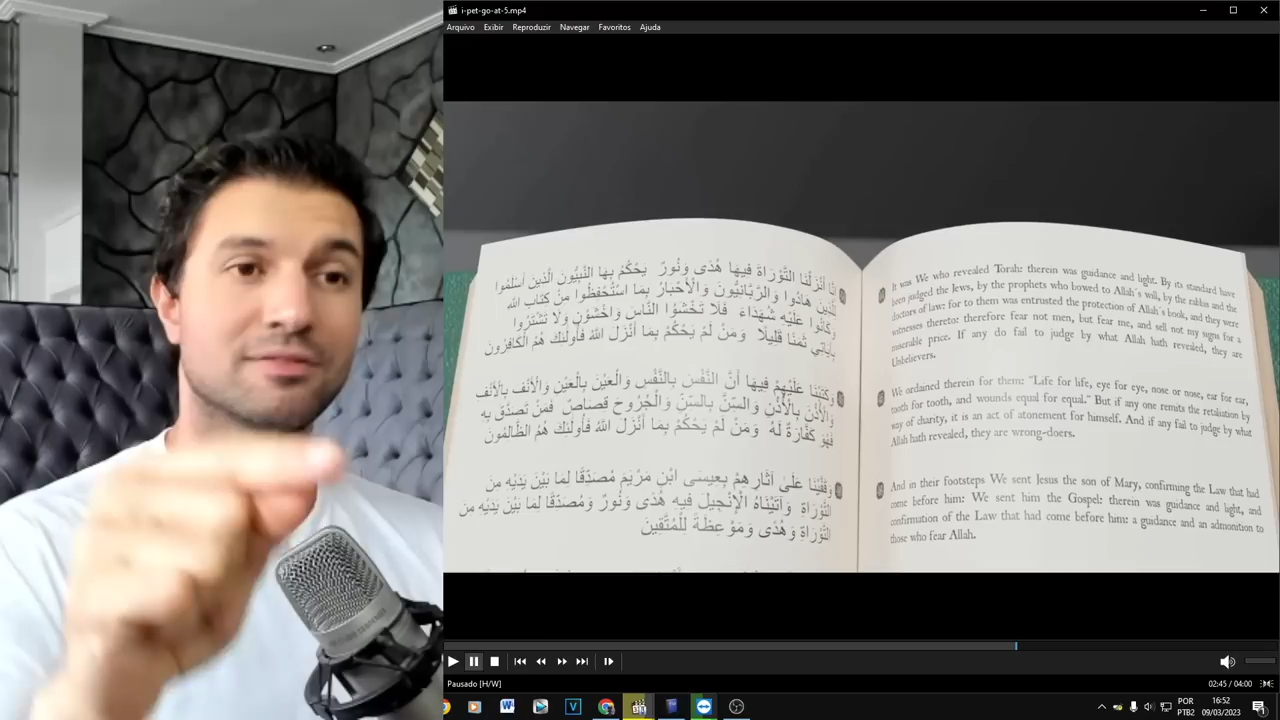 i-pet-go-at-5.mp4
Arquivo Exibir Reproduzir Navegar Favoritos Ajuda
أَنْزَلْنَا التَّوْرَاةَ فِيهَا هُدًى وَنُورٌ يَحْكُمُ بِهَا النَّبِيُّونَ الَّذِينَ أَسْلَمُوا
لِلَّذِينَ هَادُوا وَالرَّبَّانِيُّونَ وَالْأَحْبَارُ بِمَا اسْتُحْفِظُوا مِنْ كِتَابِ اللَّهِ
وَكَانُوا عَلَيْهِ شُهَدَاءَ فَلَا تَخْشَوُا النَّاسَ وَاخْشَوْنِ وَلَا تَشْتَرُوا
بِآيَاتِي ثَمَنًا قَلِيلًا وَمَنْ لَمْ يَحْكُمْ بِمَا أَنْزَلَ اللَّهُ فَأُولَٰئِكَ هُمُ الْكَافِرُونَ
وَكَتَبْنَا عَلَيْهِمْ فِيهَا أَنَّ النَّفْسَ بِالنَّفْسِ وَالْعَيْنَ بِالْعَيْنِ وَالْأَنْفَ بِالْأَنْفِ
وَالْأُذُنَ بِالْأُذُنِ وَالسِّنَّ بِالسِّنِّ وَالْجُرُوحَ قِصَاصٌ فَمَنْ تَصَدَّقَ بِهِ
فَهُوَ كَفَّارَةٌ لَهُ وَمَنْ لَمْ يَحْكُمْ بِمَا أَنْزَلَ اللَّهُ فَأُولَٰئِكَ هُمُ الظَّالِمُونَ
وَقَفَّيْنَا عَلَىٰ آثَارِهِمْ بِعِيسَى ابْنِ مَرْيَمَ مُصَدِّقًا لِمَا بَيْنَ يَدَيْهِ مِنَ
التَّوْرَاةِ وَآتَيْنَاهُ الْإِنْجِيلَ فِيهِ هُدًى وَنُورٌ وَمُصَدِّقًا لِمَا بَيْنَ يَدَيْهِ مِنَ
التَّوْرَاةِ وَهُدًى وَمَوْعِظَةً لِلْمُتَّقِينَ
It was We who revealed Torah: therein was guidance and light. By its standard have
been judged the Jews, by the prophets who bowed to Allah's will, by the rabbis and the
doctors of law: for to them was entrusted the protection of Allah's book, and they were
witnesses thereto: therefore fear not men, but fear me, and sell not my signs for a
miserable price. If any do fail to judge by what Allah hath revealed, they are
Unbelievers.
We ordained therein for them: "Life for life, eye for eye, nose or nose, ear for ear,
tooth for tooth, and wounds equal for equal." But if any one remits the retaliation by
way of charity, it is an act of atonement for himself. And if any fail to judge by what
Allah hath revealed, they are wrong-doers.
And in their footsteps We sent Jesus the son of Mary, confirming the Law that had
come before him: We sent him the Gospel: therein was guidance and light, and
confirmation of the Law that had come before him: a guidance and an admonition to
those who fear Allah.
Pausado [H/W]
02:45 / 04:00
POR
PTB2
16:52
09/03/2023